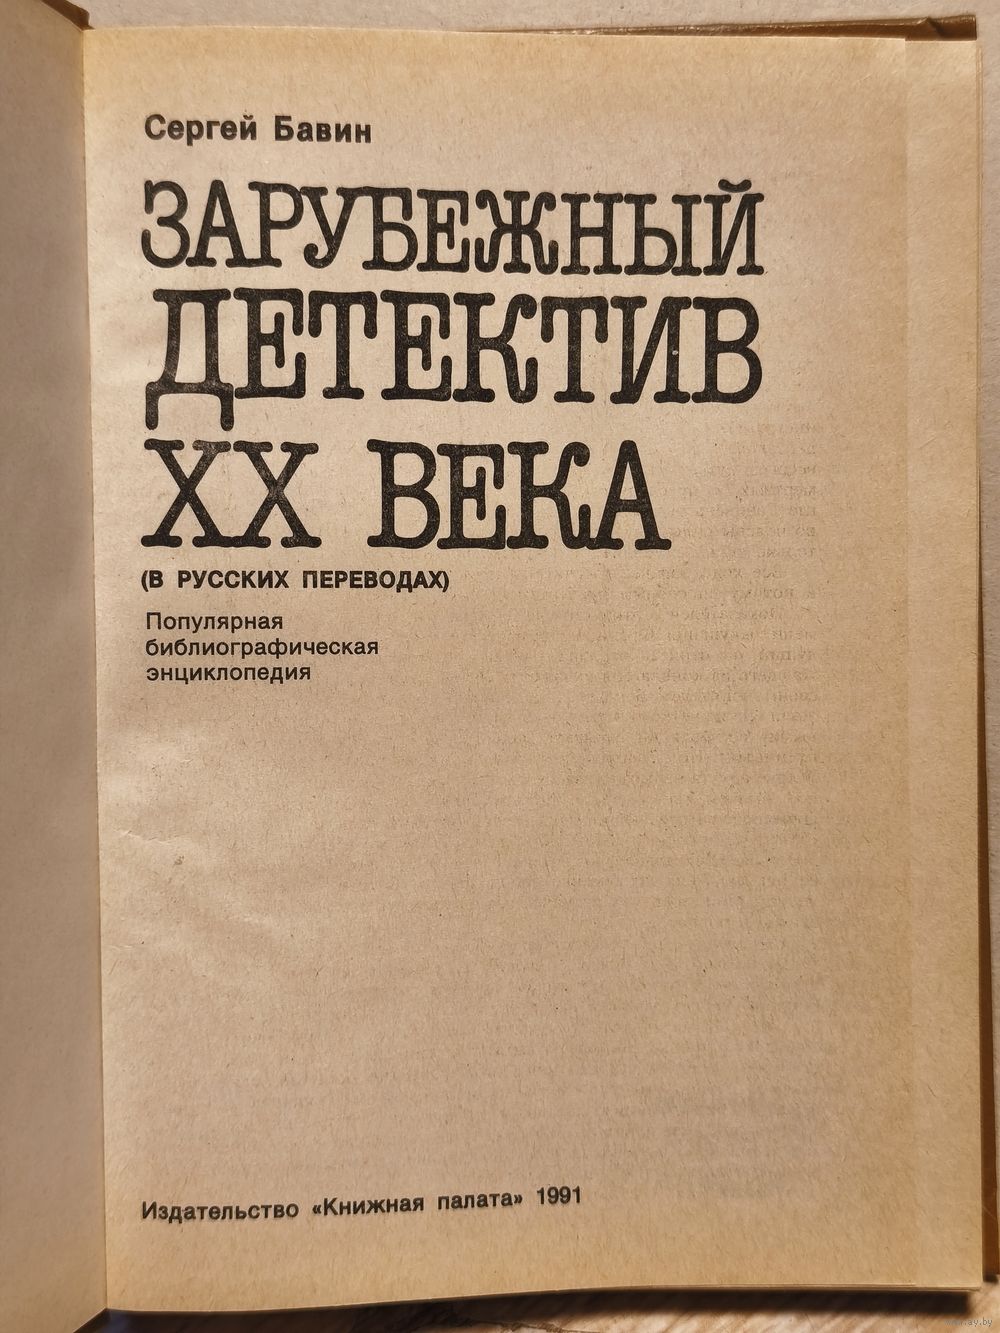 Сергей Бавин
ЗАРУБЕЖНЫЙ
ДЕТЕКТИВ
XX ВЕКА
(В РУССКИХ ПЕРЕВОДАХ)
Популярная
библиографическая
энциклопедия
Издательство «Книжная палата» 1991